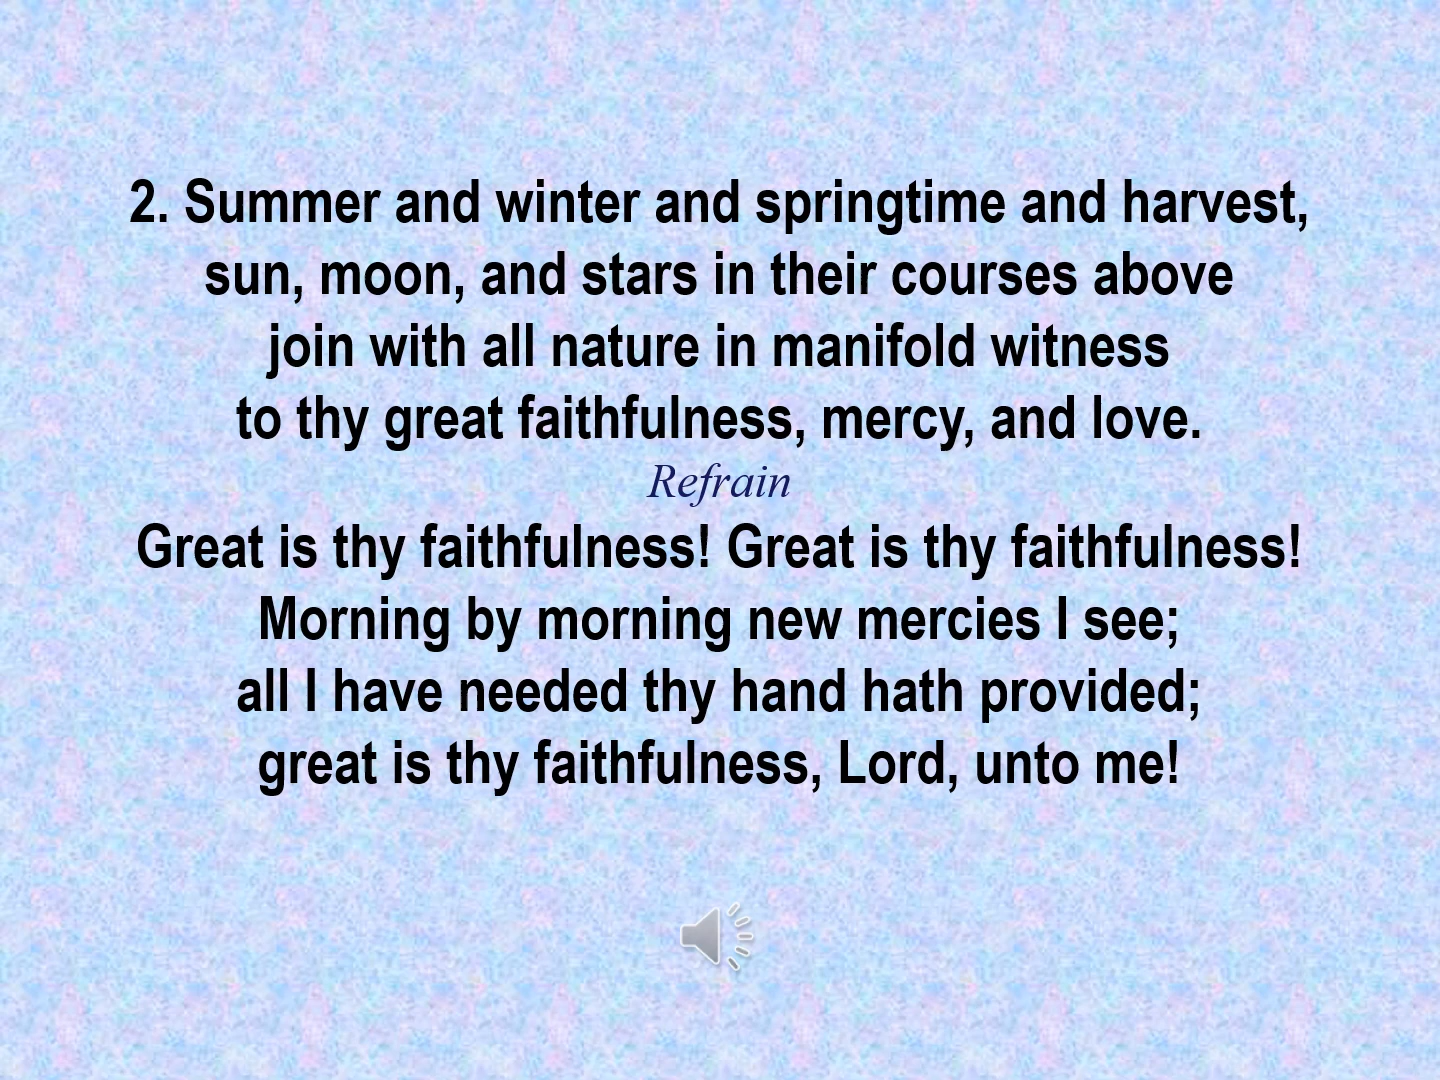 2. Summer and winter and springtime and harvest,
sun, moon, and stars in their courses above
join with all nature in manifold witness
to thy great faithfulness, mercy, and love.
Refrain
Great is thy faithfulness! Great is thy faithfulness!
Morning by morning new mercies I see;
all I have needed thy hand hath provided;
great is thy faithfulness, Lord, unto me!